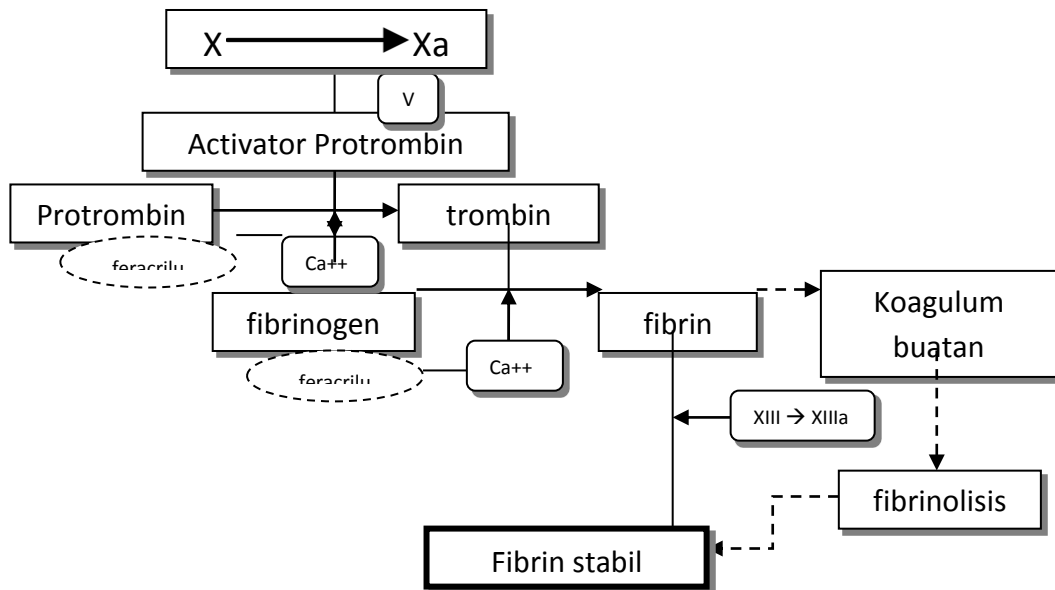 X Xa
V
Activator Protrombin
Protrombin
trombin
feracrilu
Ca++
fibrinogen
fibrin
Koagulum
buatan
feracrilu
Ca++
XIII → XIIIa
fibrinolisis
Fibrin stabil